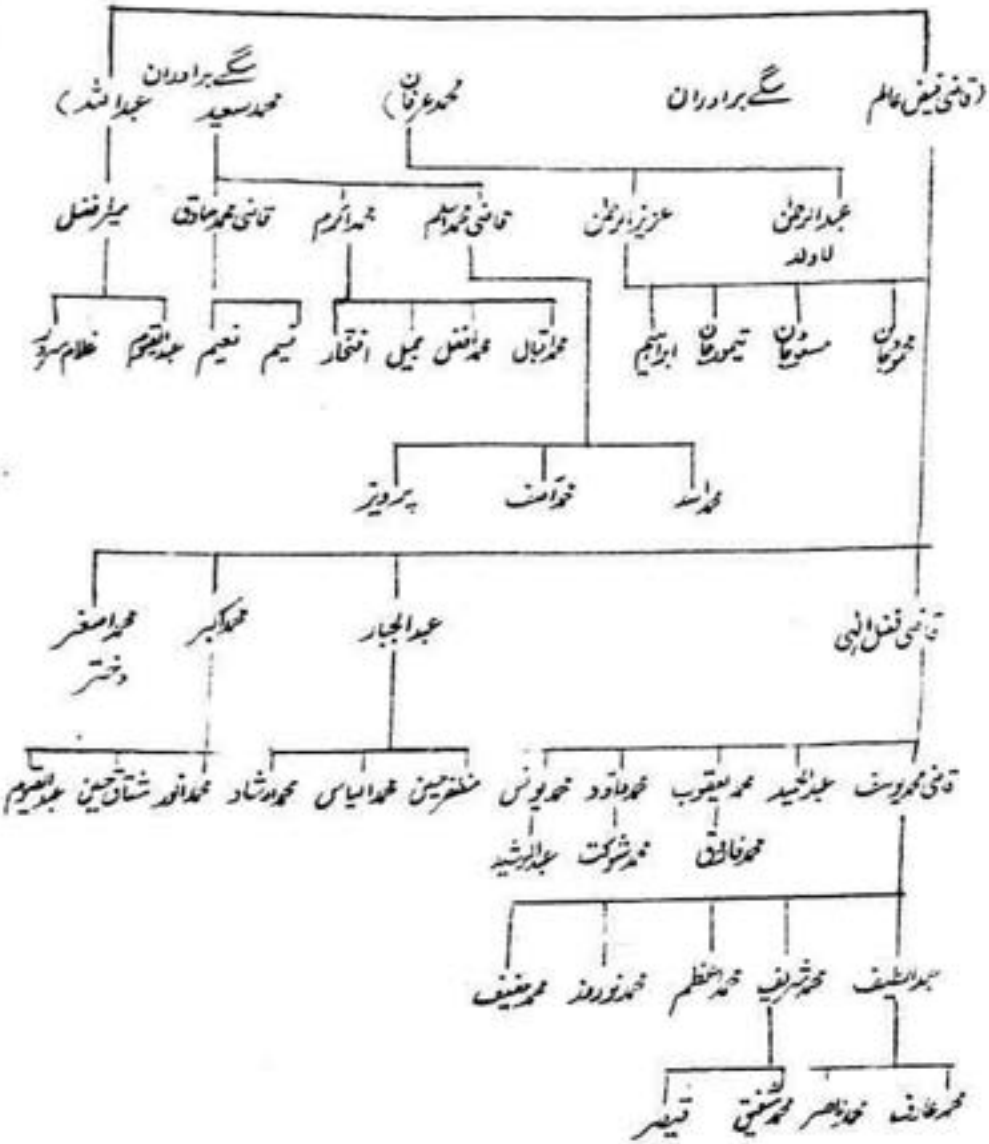 (قاضی فیض عالم سگے برادران محمد عرفان) محمد سعید سگے برادران عبداللہ)
عبدالرحمٰن عزیز الرحمٰن قاضی محمد اسلم محمد اکرم قاضی محمد صادق میر افضل
لاولد
محمود خان مسعود خان تیمور خان ابراہیم محمد اقبال محمد افضل جمیل افتخار نسیم نعیم عبدالقیوم غلام سرور
محمد اسد محمد آصف پرویز
قاضی فضل الٰہی عبدالجبار محمد اکبر محمد اصغر
دختر
قاضی محمد یوسف عبدالحمید محمد یعقوب محمد داؤد محمد یونس مظفر حسین محمد الیاس محمد ارشاد محمد انور مشتاق حسین عبدالقیوم
محمد فاروق محمد شوکت عبدالرشید
عبداللطیف محمد شریف محمد اعظم محمد نورمند محمد حنیف
محمد عارف محمد ناصر محمد شفیق قیصر